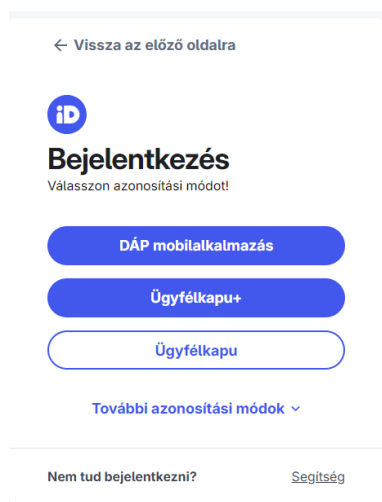 ← Vissza az előző oldalra
iD
Bejelentkezés
Válasszon azonosítási módot!
DÁP mobilalkalmazás
Ügyfélkapu+
Ügyfélkapu
További azonosítási módok
Nem tud bejelentkezni? Segítség